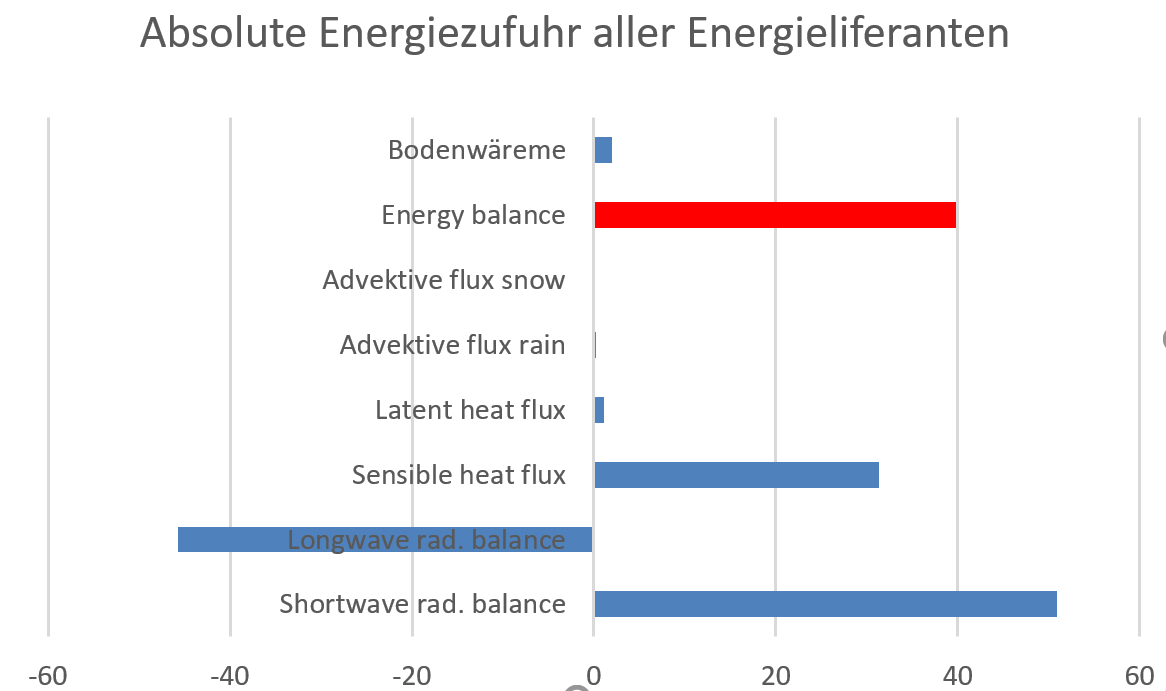 Absolute Energiezufuhr aller Energieliferanten
Bodenwäreme
Energy balance
Advektive flux snow
Advektive flux rain
Latent heat flux
Sensible heat flux
Longwave rad. balance
Shortwave rad. balance
-60 -40 -20 0 20 40 60